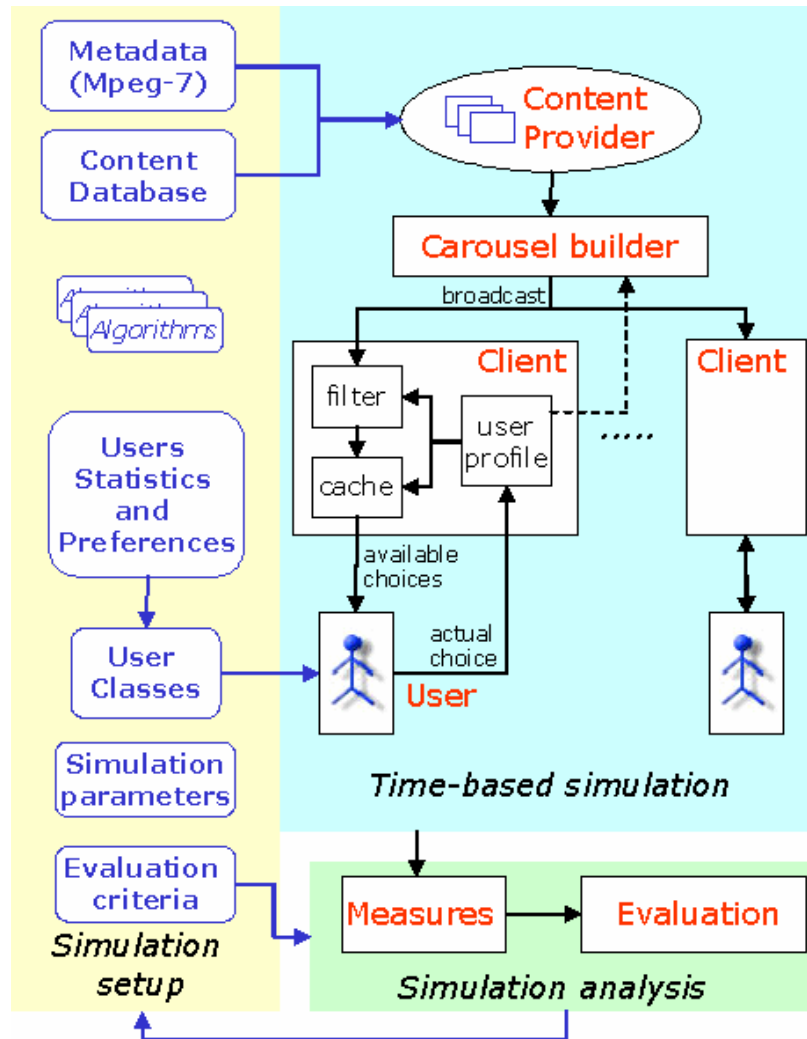 Metadata
(Mpeg-7)
Content
Database
Algorithms
Users
Statistics
and
Preferences
User
Classes
Simulation
parameters
Evaluation
criteria
Simulation
setup
Content
Provider
Carousel builder
broadcast
Client
filter
cache
user
profile
.....
Client
available
choices
actual
choice
User
Time-based simulation
Measures
Evaluation
Simulation analysis